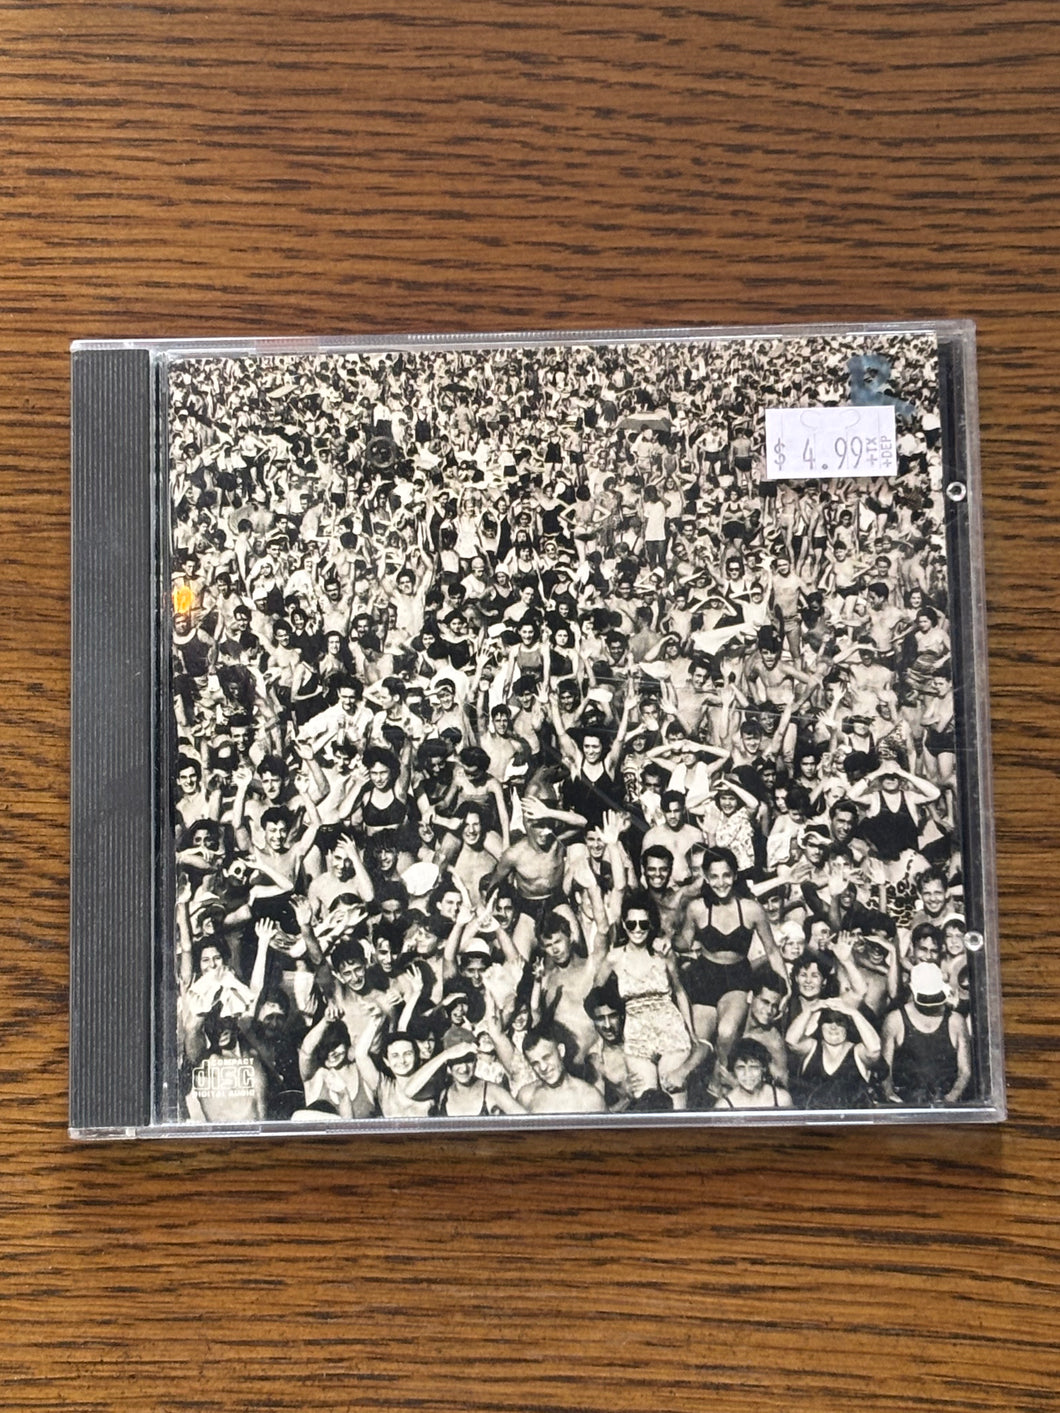 R
$ 4.99 +TX
+DEP
COMPACT
disc
DIGITAL AUDIO